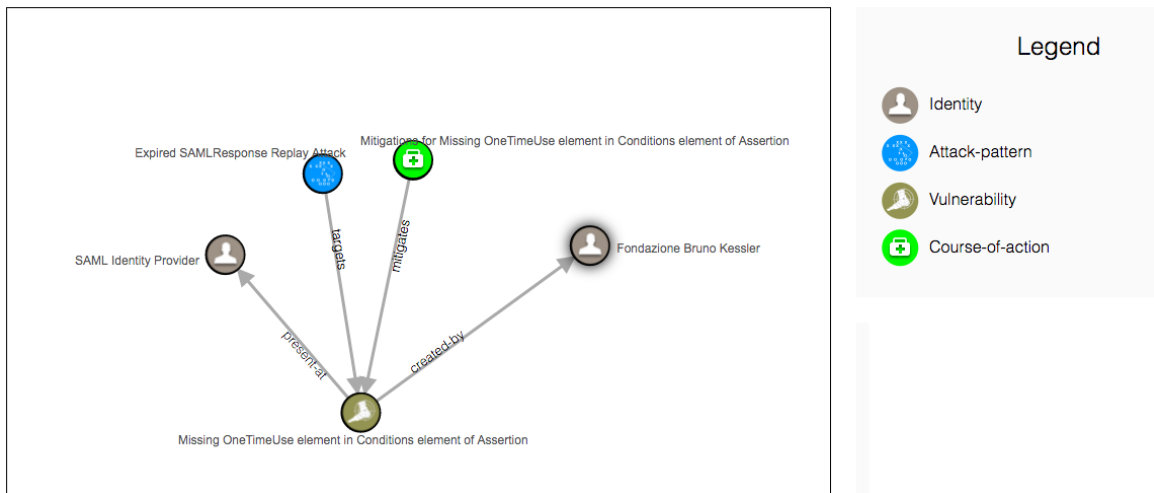 Mitigations for Missing OneTimeUse element in Conditions element of Assertion
Expired SAMLResponse Replay Attack
targets
mitigates
SAML Identity Provider
Fondazione Bruno Kessler
present-at
created-by
Missing OneTimeUse element in Conditions element of Assertion
Legend
Identity
Attack-pattern
Vulnerability
Course-of-action